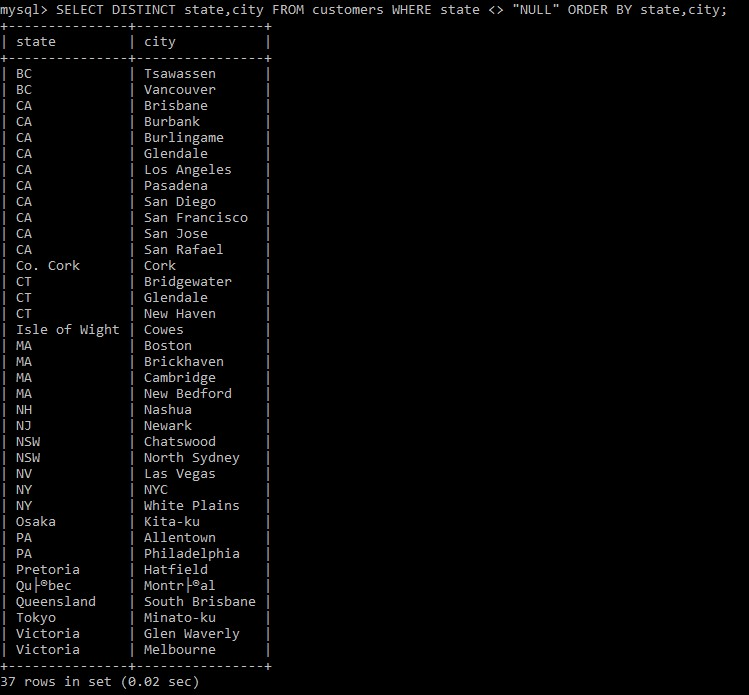 mysql> SELECT DISTINCT state,city FROM customers WHERE state <> "NULL" ORDER BY state,city;
+---------------+----------------+
| state         | city           |
+---------------+----------------+
| BC            | Tsawassen      |
| BC            | Vancouver      |
| CA            | Brisbane       |
| CA            | Burbank        |
| CA            | Burlingame     |
| CA            | Glendale       |
| CA            | Los Angeles    |
| CA            | Pasadena       |
| CA            | San Diego      |
| CA            | San Francisco  |
| CA            | San Jose       |
| CA            | San Rafael     |
| Co. Cork      | Cork           |
| CT            | Bridgewater    |
| CT            | Glendale       |
| CT            | New Haven      |
| Isle of Wight | Cowes          |
| MA            | Boston         |
| MA            | Brickhaven     |
| MA            | Cambridge      |
| MA            | New Bedford    |
| NH            | Nashua         |
| NJ            | Newark         |
| NSW           | Chatswood      |
| NSW           | North Sydney   |
| NV            | Las Vegas      |
| NY            | NYC            |
| NY            | White Plains   |
| Osaka         | Kita-ku        |
| PA            | Allentown      |
| PA            | Philadelphia   |
| Pretoria      | Hatfield       |
| Qu├®bec       | Montr├®al      |
| Queensland    | South Brisbane |
| Tokyo         | Minato-ku      |
| Victoria      | Glen Waverly   |
| Victoria      | Melbourne      |
+---------------+----------------+
37 rows in set (0.02 sec)